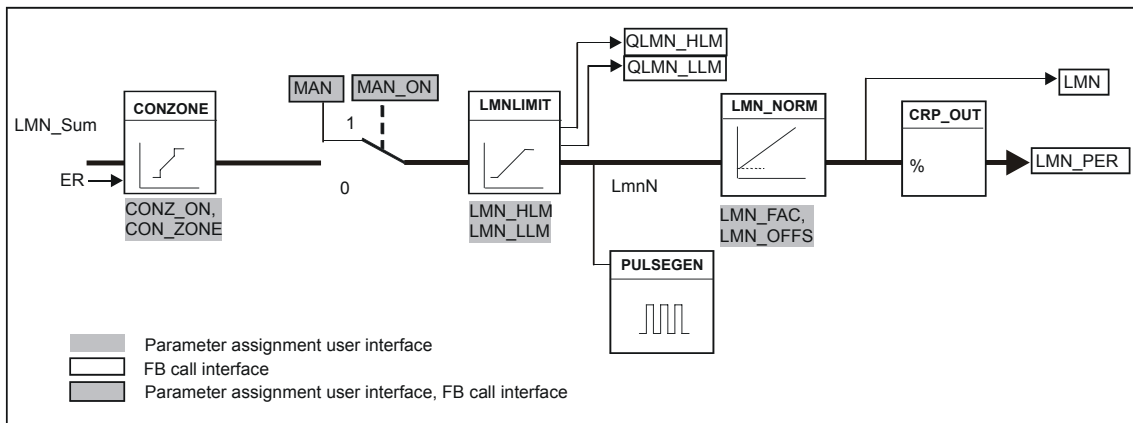 QLMN_HLM
QLMN_LLM
MAN
MAN_ON
LMN
CONZONE
LMNLIMIT
LMN_NORM
CRP_OUT
LMN_Sum
1
%
LMN_PER
ER
0
LmnN
CONZ_ON,
CON_ZONE
LMN_HLM
LMN_LLM
LMN_FAC,
LMN_OFFS
PULSEGEN
Parameter assignment user interface
FB call interface
Parameter assignment user interface, FB call interface